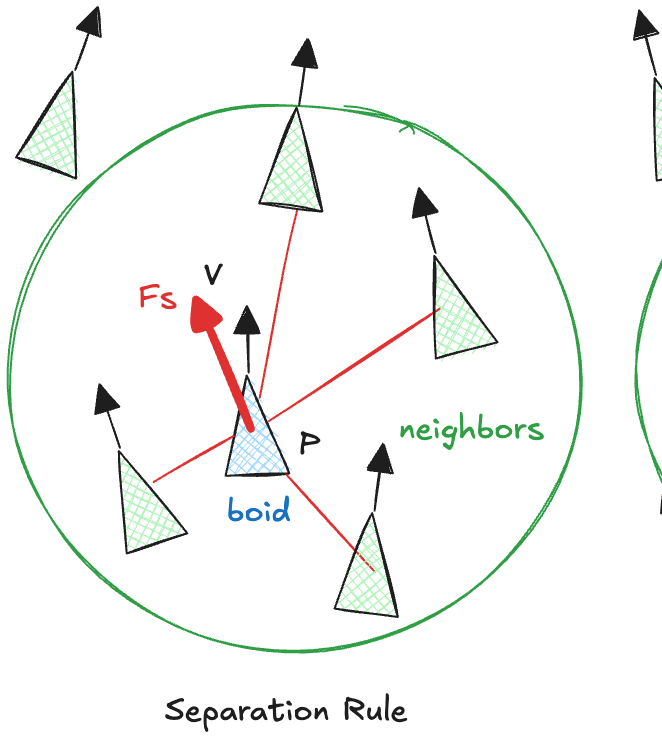 V
Fs
neighbors
P
boid
Separation Rule